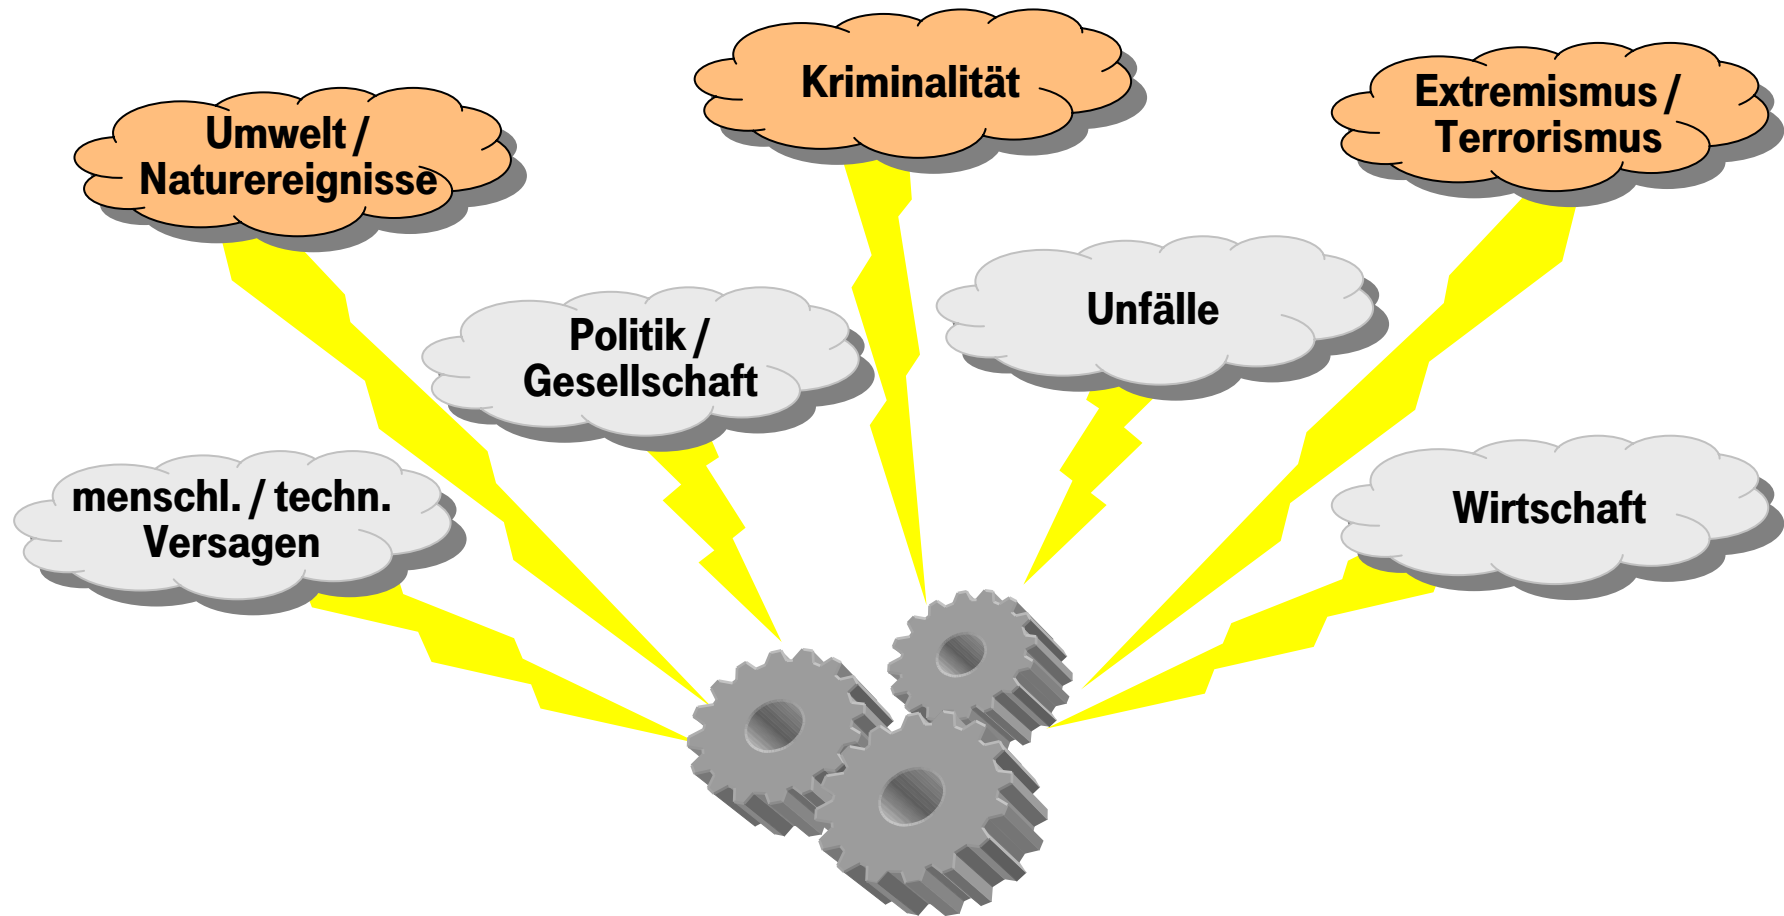 Kriminalität
Extremismus /
Terrorismus
Umwelt /
Naturereignisse
Unfälle
Politik /
Gesellschaft
menschl. / techn.
Versagen
Wirtschaft